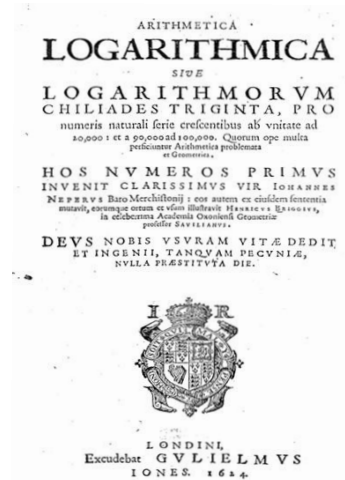 ARITHMETICA
LOGARITHMICA
SIVE
LOGARITHMORVM
CHILIADES TRIGINTA, PRO
numeris naturali serie crescentibus ab vnitate ad
20,000: et a 90,000 ad 100,000. Quorum ope multa
perficiuntur Arithmetica problemata
et Geometrica.
HOS NVMEROS PRIMVS
INVENIT CLARISSIMVS VIR IOHANNES
NEPERVS Baro Merchistonij: eos autem ex eiusdem sententia
mutavit, eorumque ortum et vsum illustravit HENRICVS BRIGGIVS,
in celeberrima Academia Oxoniensi Geometriæ
professor SAVILIANVS.
DEVS NOBIS VSVRAM VITÆ DEDIT
ET INGENII, TANQVAM PECVNIÆ,
NVLLA PRÆSTITVTA DIE.
I R
LONDINI,
Excudebat GVLIELMVS
IONES. 1624.